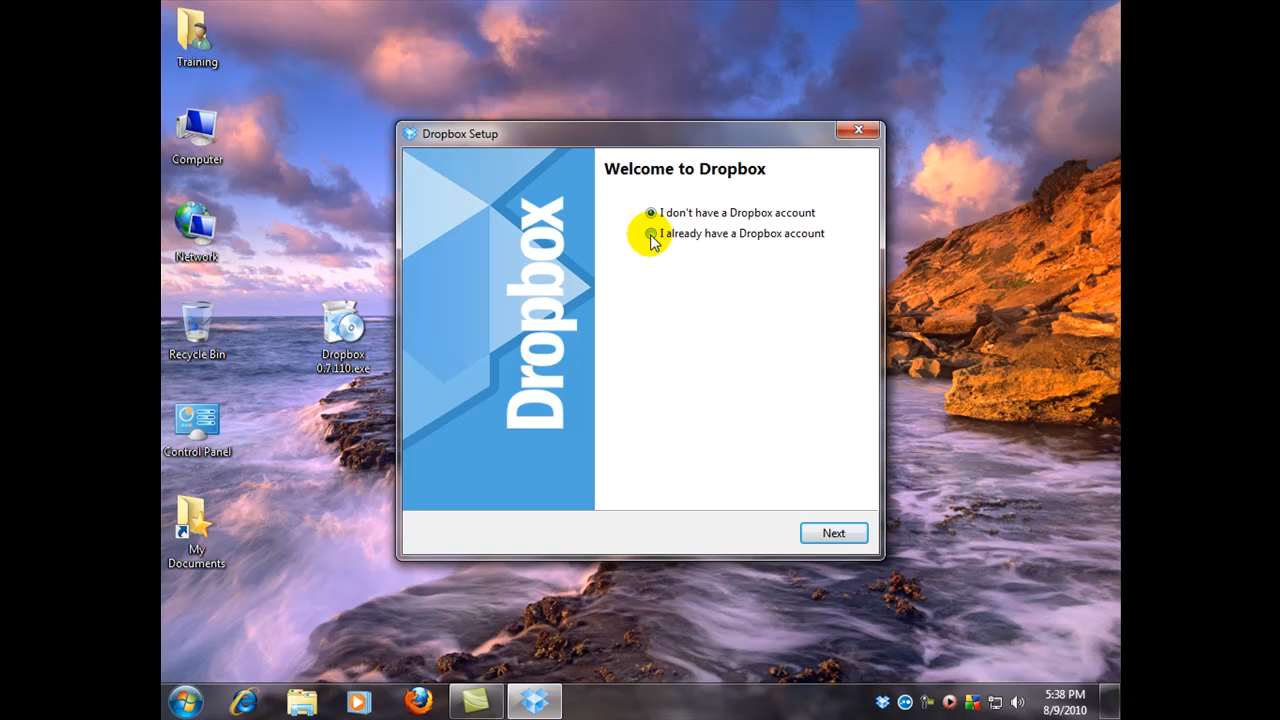 Training
Computer
Network
Recycle Bin
Dropbox
0.7.110.exe
Control Panel
My
Documents
Dropbox Setup
Welcome to Dropbox
I don't have a Dropbox account
I already have a Dropbox account
Dropbox
Next
5:38 PM
8/9/2010